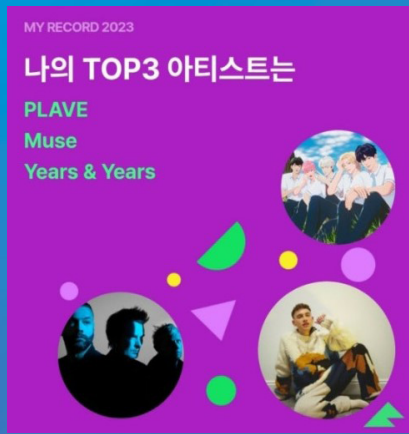 MY RECORD 2023
나의 TOP3 아티스트는
PLAVE
Muse
Years & Years